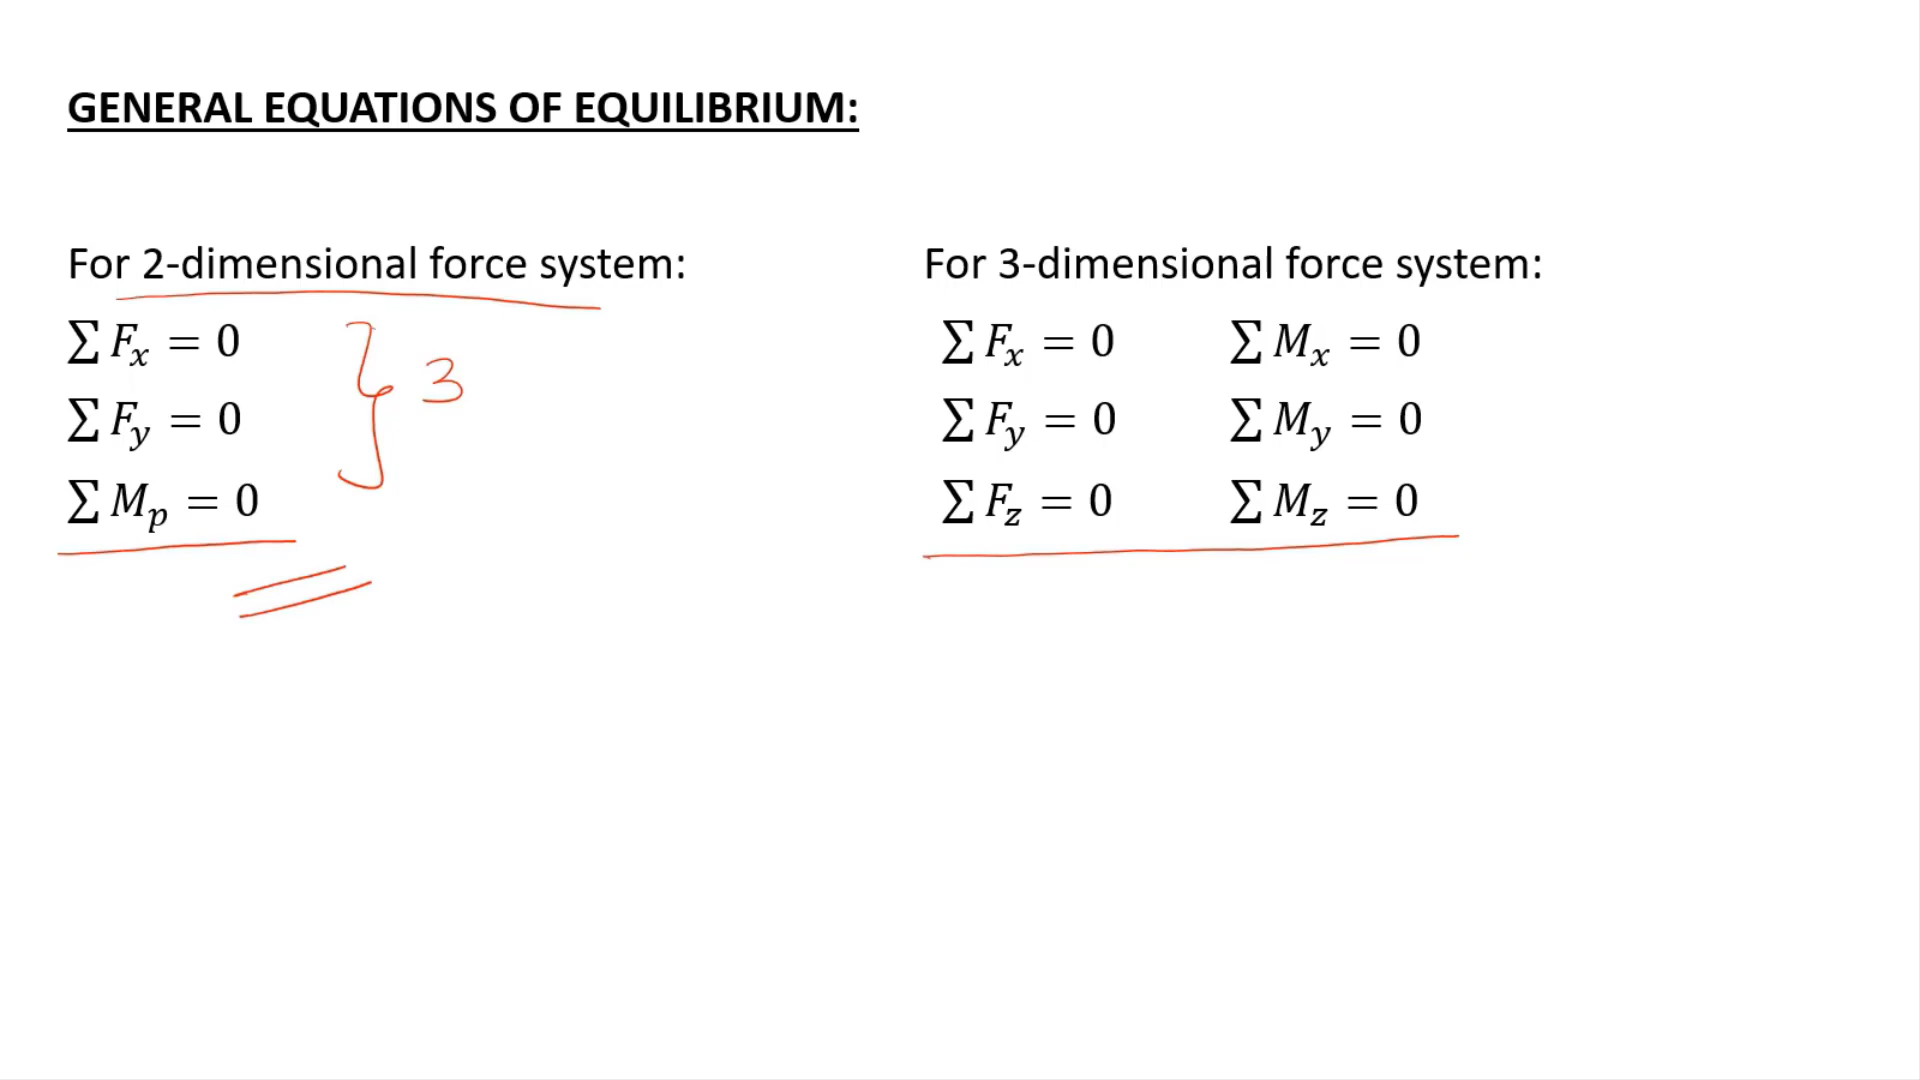 GENERAL EQUATIONS OF EQUILIBRIUM:
For 2-dimensional force system:
∑ Fx = 0
∑ Fy = 0
∑ Mp = 0
3
For 3-dimensional force system:
∑ Fx = 0 ∑ Mx = 0
∑ Fy = 0 ∑ My = 0
∑ Fz = 0 ∑ Mz = 0